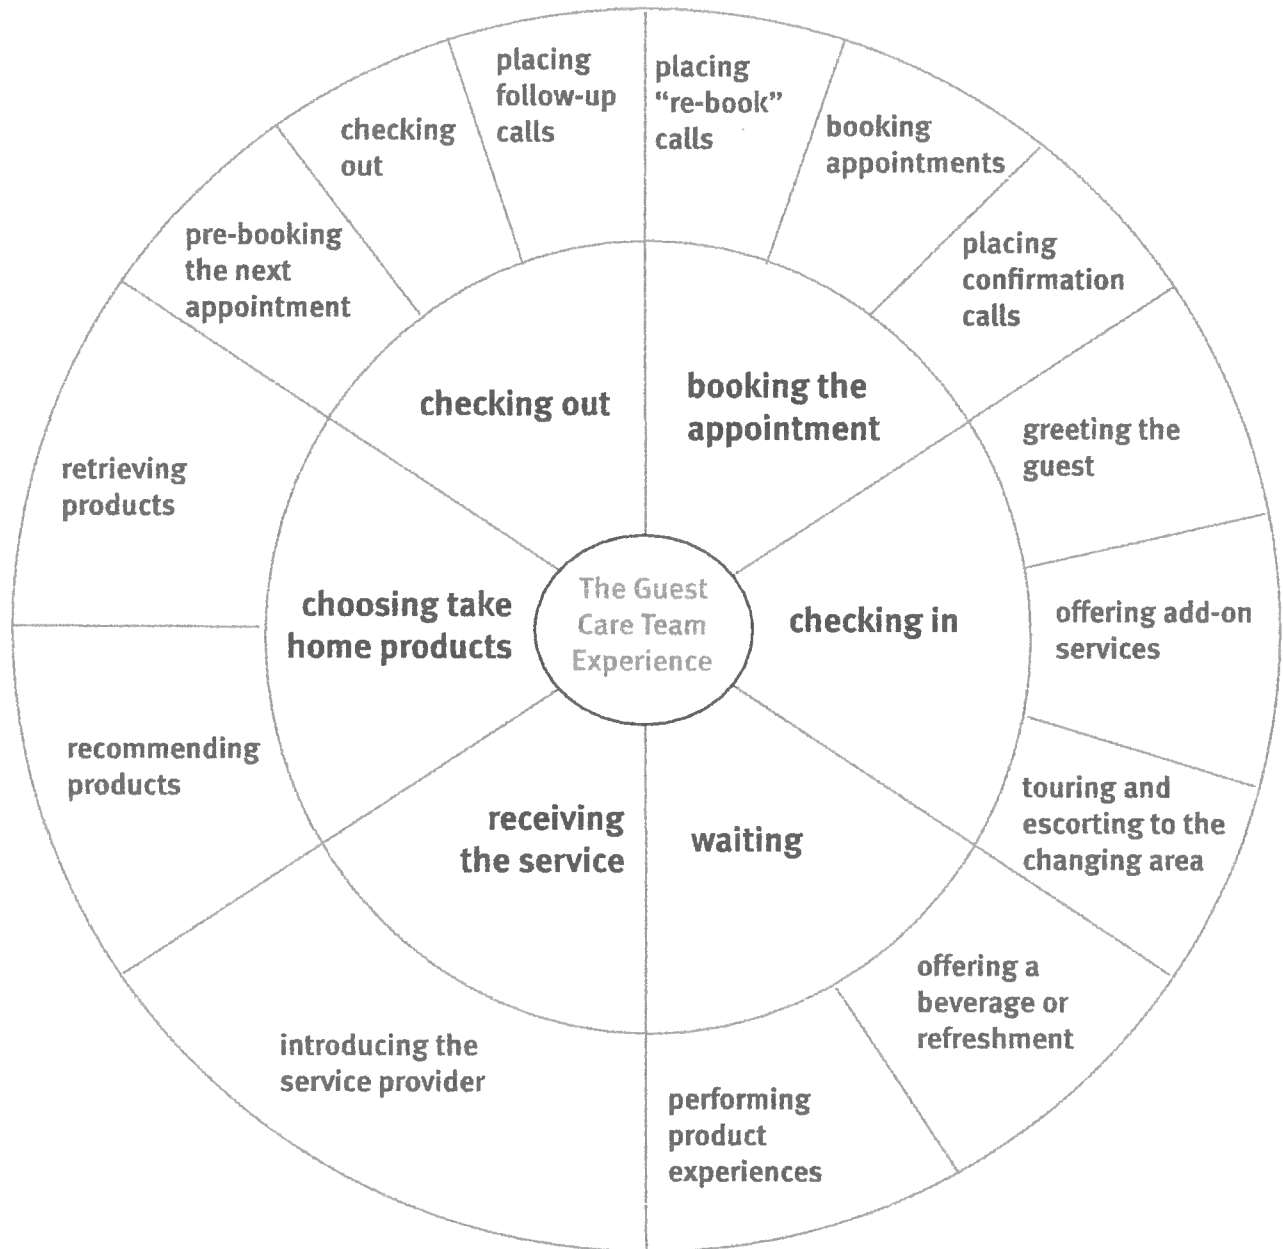 placing
follow-up
calls
placing
“re-book”
calls
checking
out
booking
appointments
pre-booking
the next
appointment
placing
confirmation
calls
checking out
booking the
appointment
greeting the
guest
retrieving
products
choosing take
home products
The Guest
Care Team
Experience
checking in
offering add-on
services
recommending
products
receiving
the service
waiting
touring and
escorting to the
changing area
offering a
beverage or
refreshment
introducing the
service provider
performing
product
experiences